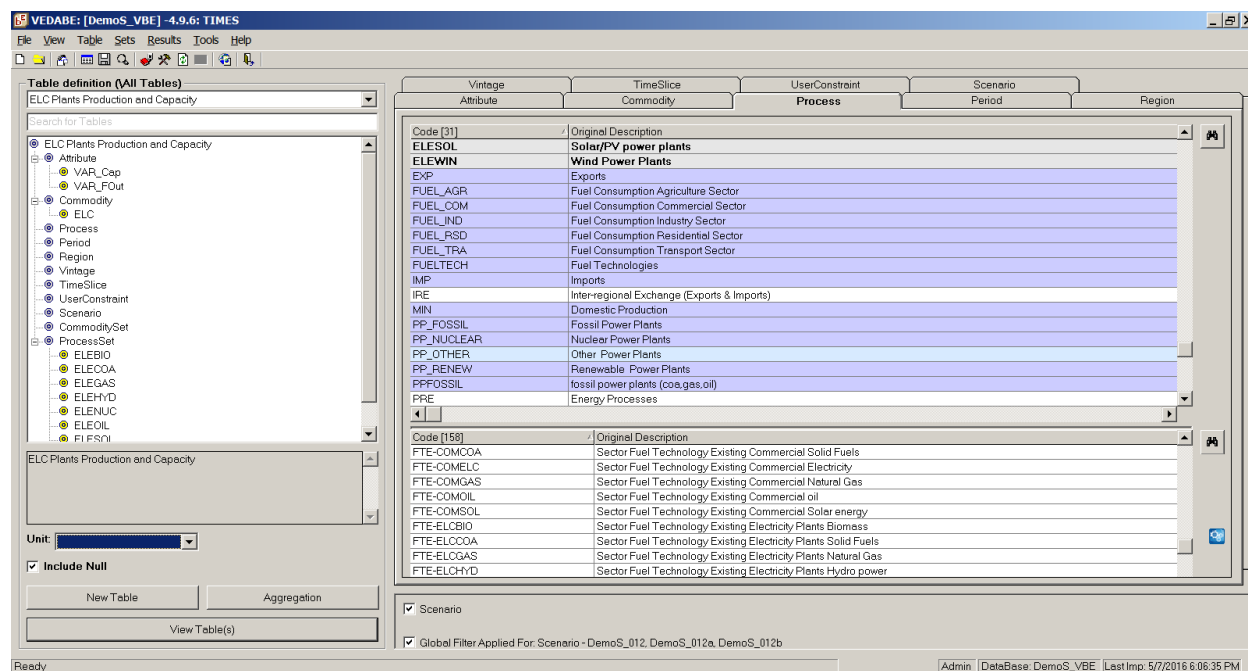 VEDABE: [DemoS_VBE] -4.9.6: TIMES
File View Table Sets Results Tools Help
Table definition (\All Tables)
ELC Plants Production and Capacity
Search for Tables
ELC Plants Production and Capacity
Attribute
VAR_Cap
VAR_FOut
Commodity
ELC
Process
Period
Region
Vintage
TimeSlice
UserConstraint
Scenario
CommoditySet
ProcessSet
ELEBIO
ELECOA
ELEGAS
ELEHYD
ELENUC
ELEOIL
ELESOL
ELC Plants Production and Capacity
Unit:
Include Null
New Table Aggregation
View Table(s)
Vintage TimeSlice UserConstraint Scenario
Attribute Commodity Process Period Region
Code [31] Original Description
ELESOL Solar/PV power plants
ELEWIN Wind Power Plants
EXP Exports
FUEL_AGR Fuel Consumption Agriculture Sector
FUEL_COM Fuel Consumption Commercial Sector
FUEL_IND Fuel Consumption Industry Sector
FUEL_RSD Fuel Consumption Residential Sector
FUEL_TRA Fuel Consumption Transport Sector
FUELTECH Fuel Technologies
IMP Imports
IRE Inter-regional Exchange (Exports & Imports)
MIN Domestic Production
PP_FOSSIL Fossil Power Plants
PP_NUCLEAR Nuclear Power Plants
PP_OTHER Other Power Plants
PP_RENEW Renewable Power Plants
PPFOSSIL fossil power plants (coa,gas,oil)
PRE Energy Processes
Code [158] Original Description
FTE-COMCOA Sector Fuel Technology Existing Commercial Solid Fuels
FTE-COMELC Sector Fuel Technology Existing Commercial Electricity
FTE-COMGAS Sector Fuel Technology Existing Commercial Natural Gas
FTE-COMOIL Sector Fuel Technology Existing Commercial oil
FTE-COMSOL Sector Fuel Technology Existing Commercial Solar energy
FTE-ELCBIO Sector Fuel Technology Existing Electricity Plants Biomass
FTE-ELCCOA Sector Fuel Technology Existing Electricity Plants Solid Fuels
FTE-ELCGAS Sector Fuel Technology Existing Electricity Plants Natural Gas
FTE-ELCHYD Sector Fuel Technology Existing Electricity Plants Hydro power
Scenario
Global Filter Applied For: Scenario - DemoS_012, DemoS_012a, DemoS_012b
Ready Admin DataBase: DemoS_VBE Last Imp: 5/7/2016 6:06:35 PM